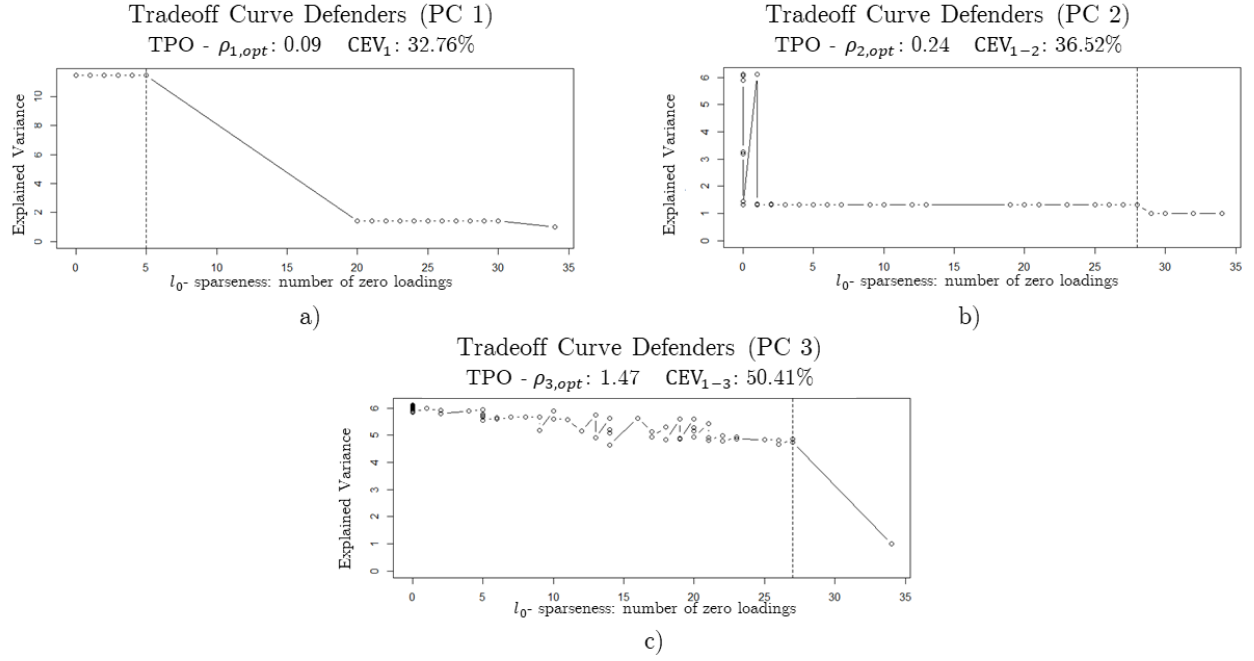 Tradeoff Curve Defenders (PC 1)
TPO - ρ1,opt: 0.09 CEV1: 32.76%
Explained Variance
10
8
6
4
2
0
0 5 10 15 20 25 30 35
l0- sparseness: number of zero loadings
a)
Tradeoff Curve Defenders (PC 2)
TPO - ρ2,opt: 0.24 CEV1−2: 36.52%
Explained Variance
6
5
4
3
2
1
0
0 5 10 15 20 25 30 35
l0- sparseness: number of zero loadings
b)
Tradeoff Curve Defenders (PC 3)
TPO - ρ3,opt: 1.47 CEV1−3: 50.41%
Explained Variance
6
5
4
3
2
1
0
0 5 10 15 20 25 30 35
l0- sparseness: number of zero loadings
c)